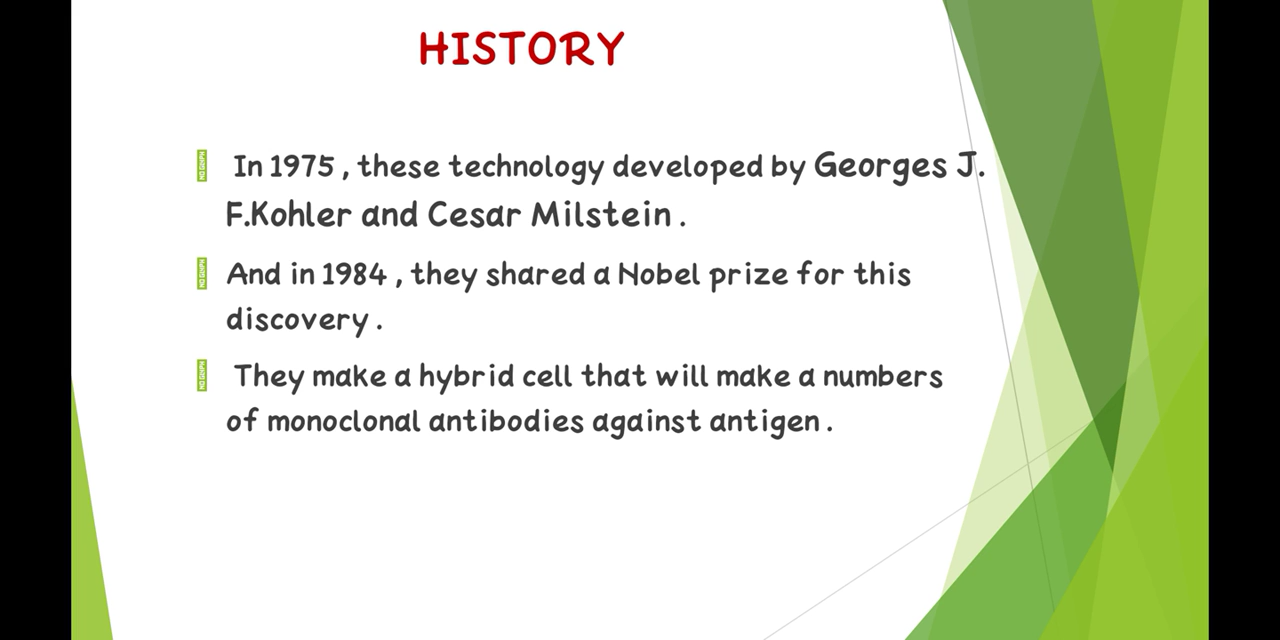 HISTORY
In 1975 , these technology developed by Georges J.
F.Kohler and Cesar Milstein .
And in 1984 , they shared a Nobel prize for this
discovery .
They make a hybrid cell that will make a numbers
of monoclonal antibodies against antigen .